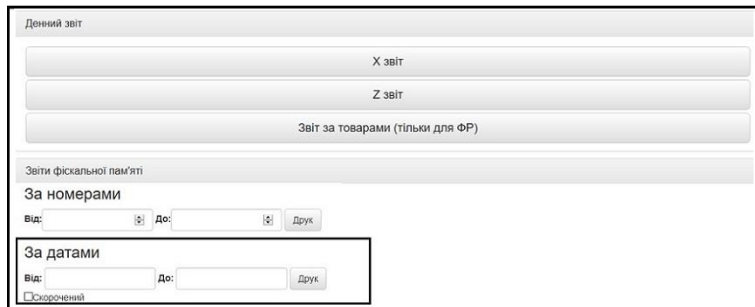 Денний звіт
X звіт
Z звіт
Звіт за товарами (тільки для ФР)
Звіти фіскальної пам'яті
За номерами
Від: До: Друк
За датами
Від: До: Друк
Скорочений